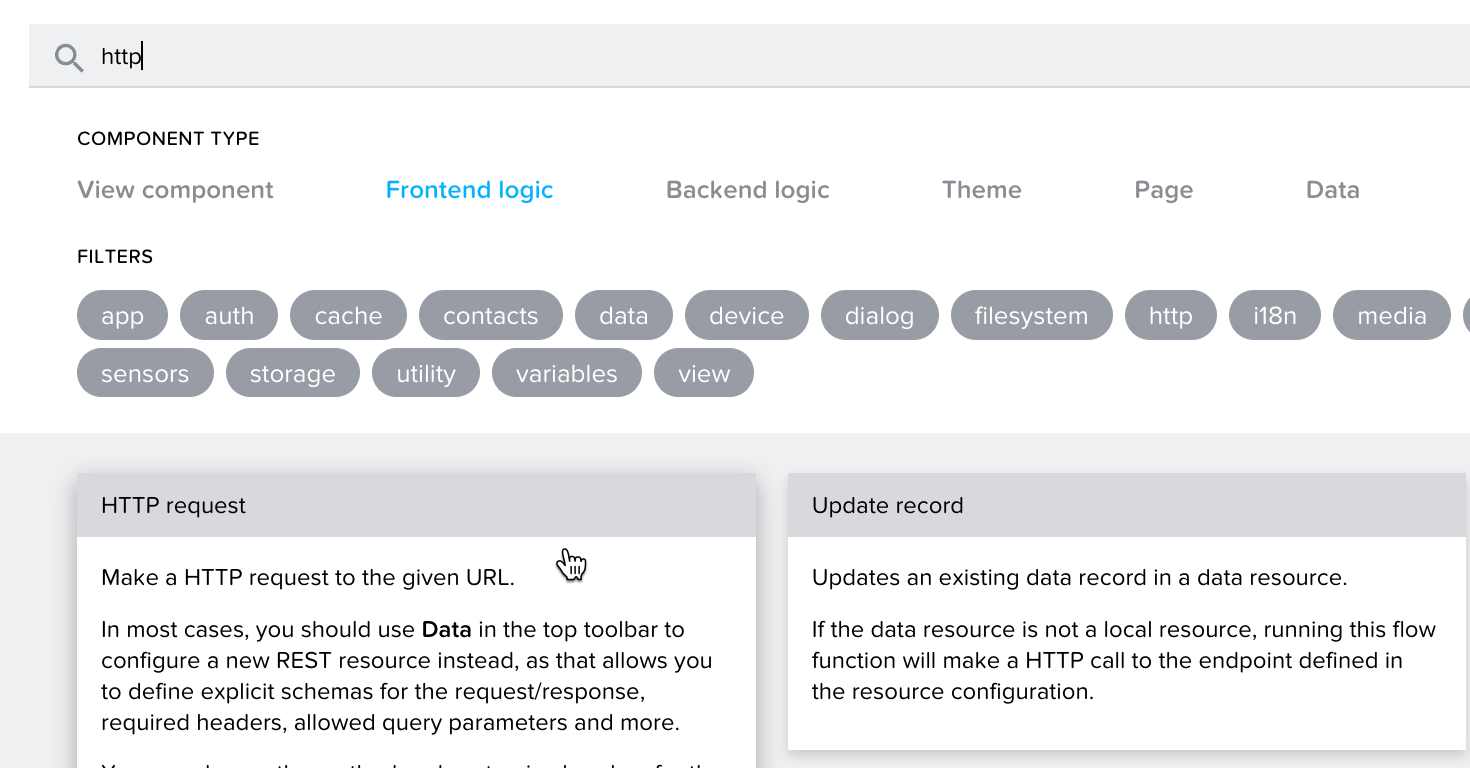 http
COMPONENT TYPE
View component Frontend logic Backend logic Theme Page Data
FILTERS
app auth cache contacts data device dialog filesystem http i18n media
sensors storage utility variables view
HTTP request
Make a HTTP request to the given URL.
In most cases, you should use Data in the top toolbar to
configure a new REST resource instead, as that allows you
to define explicit schemas for the request/response,
required headers, allowed query parameters and more.
Update record
Updates an existing data record in a data resource.
If the data resource is not a local resource, running this flow
function will make a HTTP call to the endpoint defined in
the resource configuration.